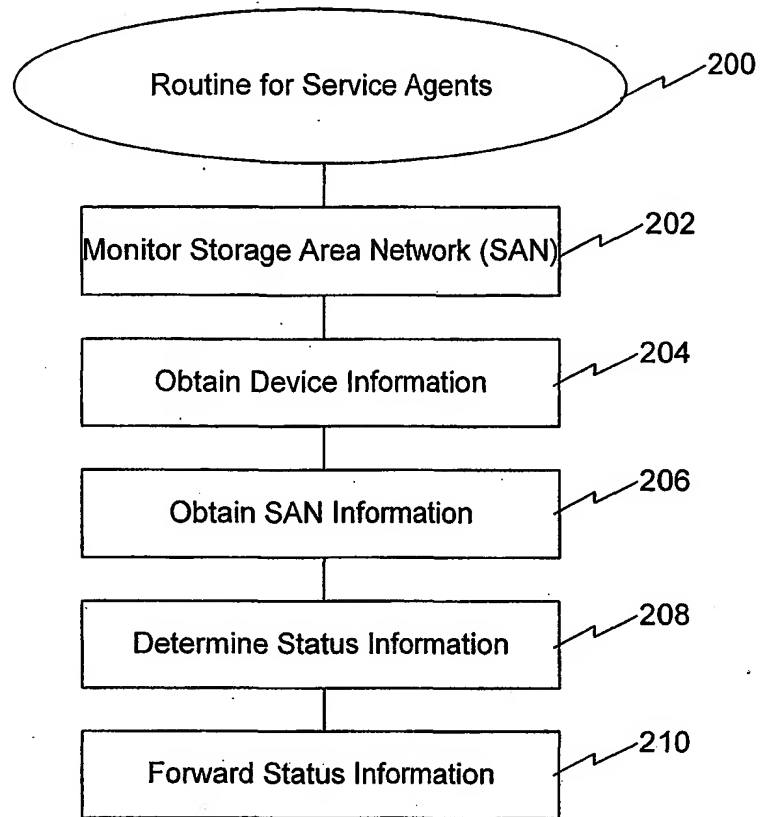 Routine for Service Agents
200
Monitor Storage Area Network (SAN)
202
Obtain Device Information
204
Obtain SAN Information
206
Determine Status Information
208
Forward Status Information
210